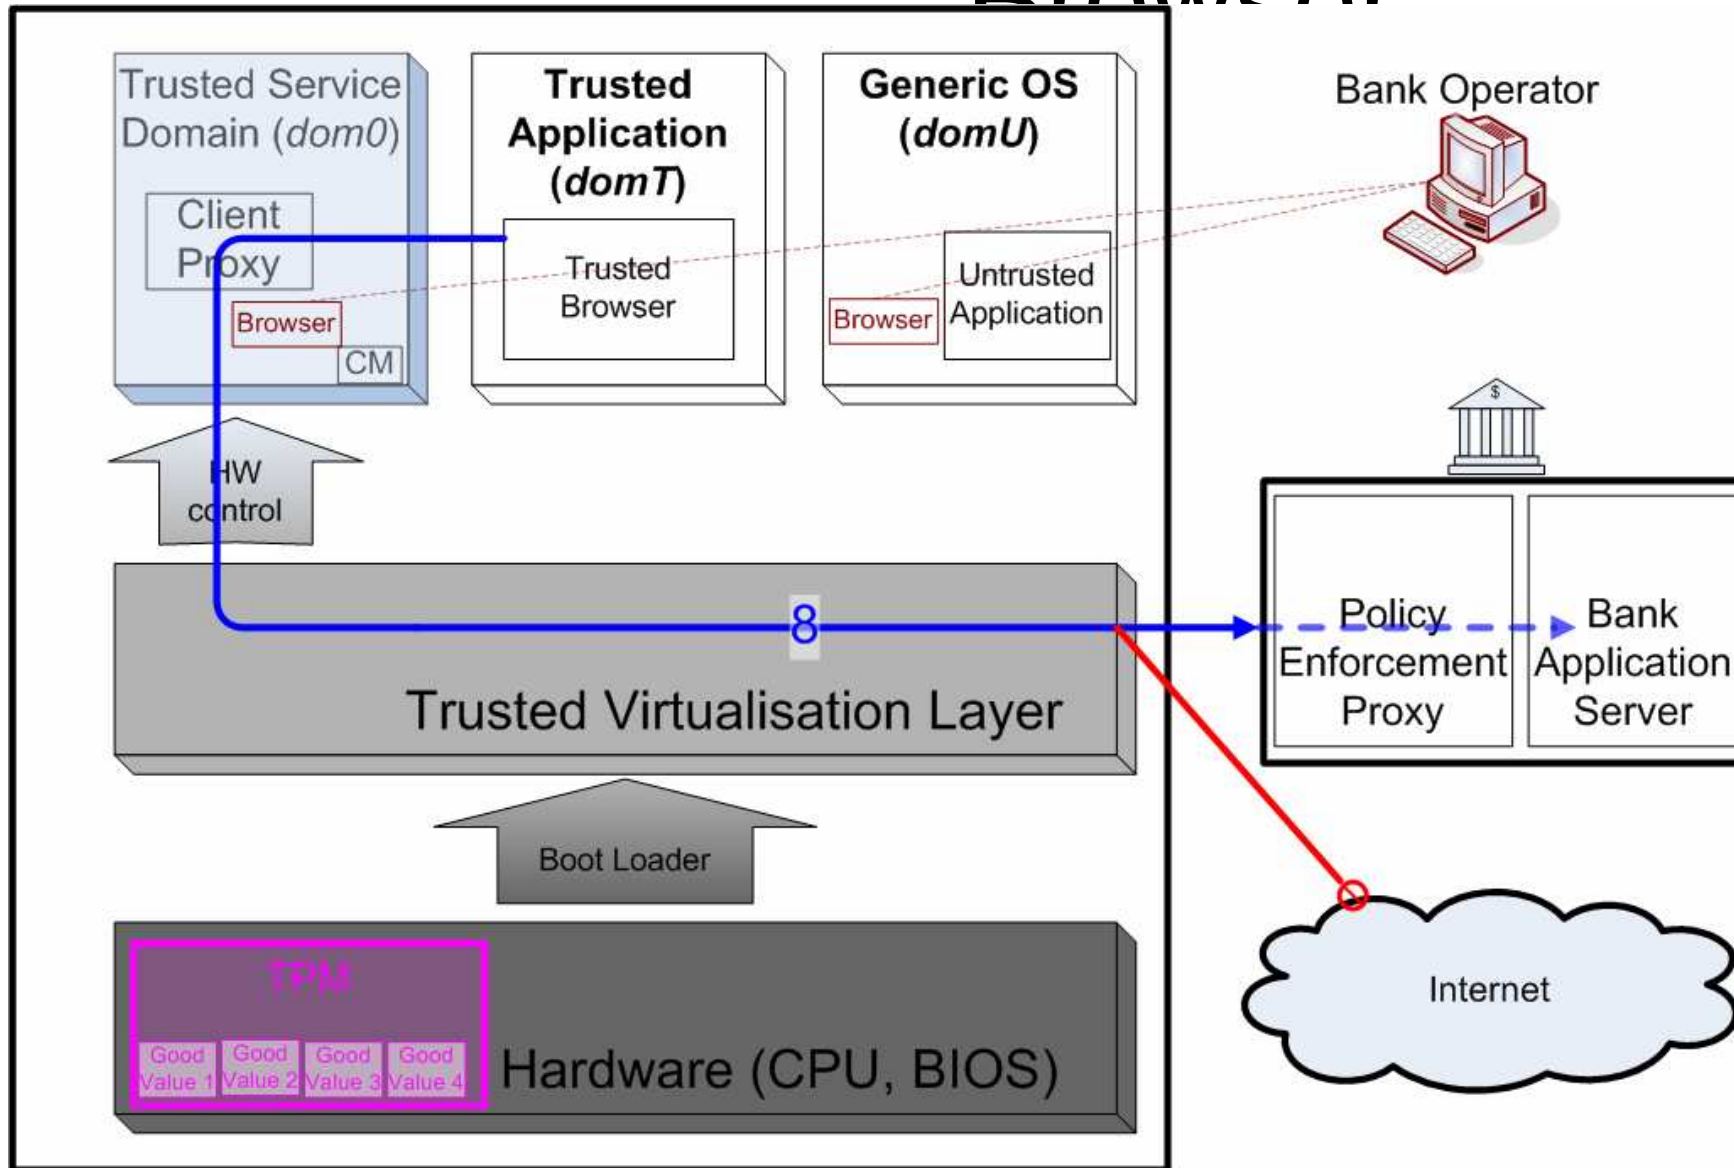 Browser
Trusted Service
Domain (dom0)
Client
Proxy
Browser
CM
Trusted
Application
(domT)
Trusted
Browser
Generic OS
(domU)
Browser
Untrusted
Application
Bank Operator
$
HW
control
8
Trusted Virtualisation Layer
Policy
Enforcement
Proxy
Bank
Application
Server
Boot Loader
Internet
TPM
Good
Value 1
Good
Value 2
Good
Value 3
Good
Value 4
Hardware (CPU, BIOS)